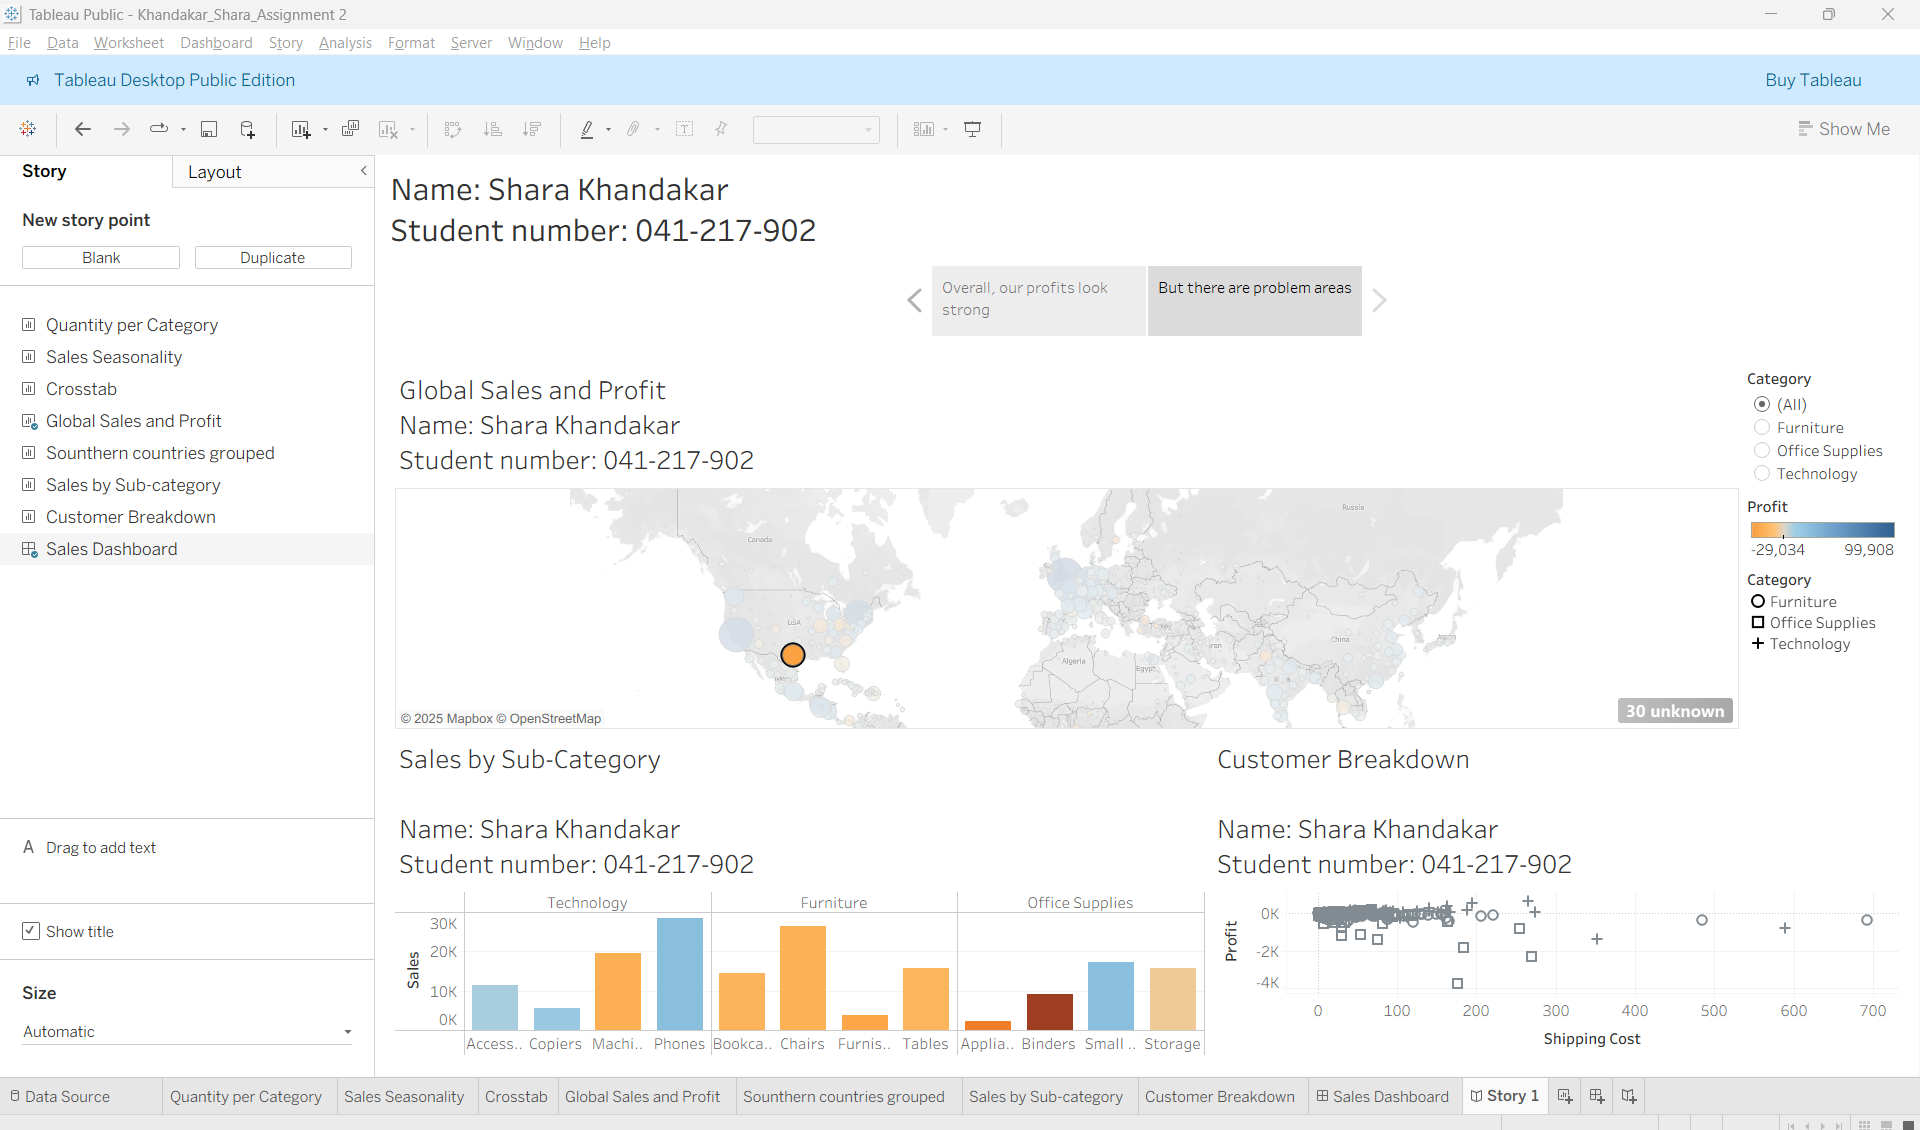 Tableau Public - Khandakar_Shara_Assignment 2
File Data Worksheet Dashboard Story Analysis Format Server Window Help
Tableau Desktop Public Edition
Buy Tableau
Show Me
Story
Layout
New story point
Blank
Duplicate
Quantity per Category
Sales Seasonality
Crosstab
Global Sales and Profit
Sounthern countries grouped
Sales by Sub-category
Customer Breakdown
Sales Dashboard
A Drag to add text
Show title
Size
Automatic
Name: Shara Khandakar
Student number: 041-217-902
Overall, our profits look
strong
But there are problem areas
Global Sales and Profit
Name: Shara Khandakar
Student number: 041-217-902
Russia
Canada
USA
China
Algeria
Egypt
Iran
Japan
© 2025 Mapbox © OpenStreetMap
30 unknown
Category
(All)
Furniture
Office Supplies
Technology
Profit
-29,034 99,908
Category
Furniture
Office Supplies
Technology
Sales by Sub-Category
Name: Shara Khandakar
Student number: 041-217-902
Technology Furniture Office Supplies
Sales
30K
20K
10K
0K
Access.. Copiers Machi.. Phones Bookca.. Chairs Furnis.. Tables Applia.. Binders Small .. Storage
Customer Breakdown
Name: Shara Khandakar
Student number: 041-217-902
Profit
0K
-2K
-4K
0 100 200 300 400 500 600 700
Shipping Cost
Data Source Quantity per Category Sales Seasonality Crosstab Global Sales and Profit Sounthern countries grouped Sales by Sub-category Customer Breakdown Sales Dashboard Story 1